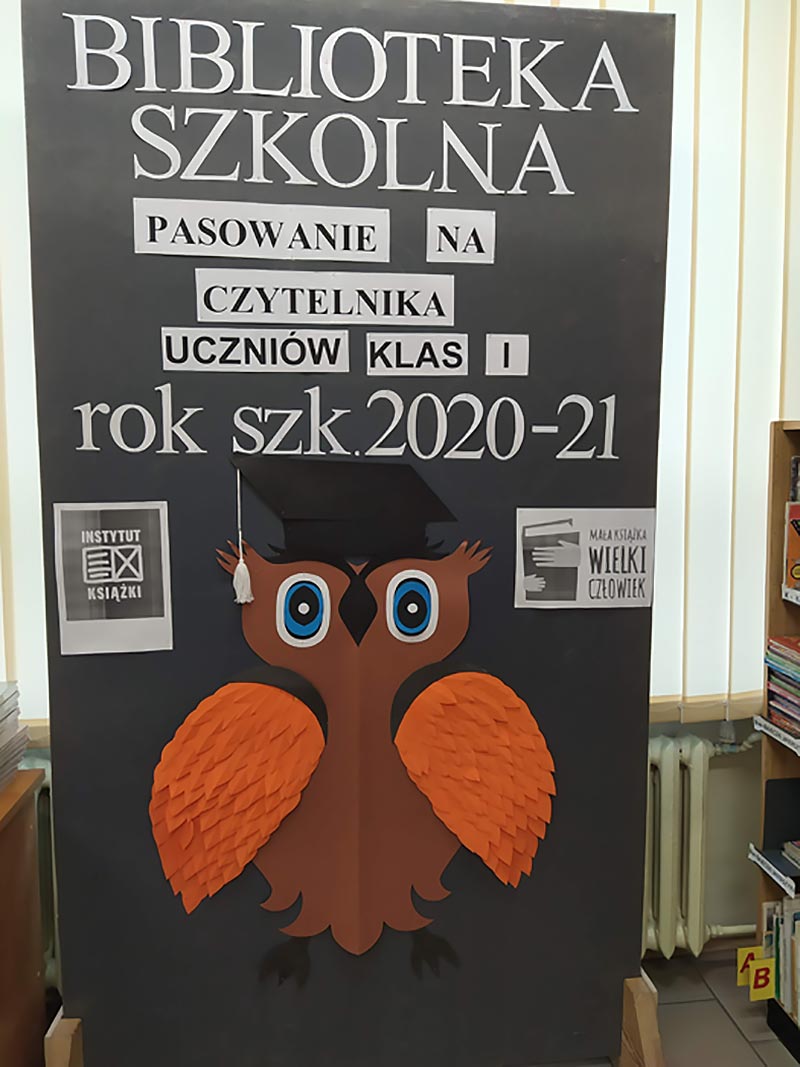 BIBLIOTEKA
SZKOLNA
PASOWANIE NA
CZYTELNIKA
UCZNIÓW KLAS I
rok szk.2020-21
INSTYTUT
KSIĄŻKI
MAŁA KSIĄŻKA
WIELKI
CZŁOWIEK
A
B